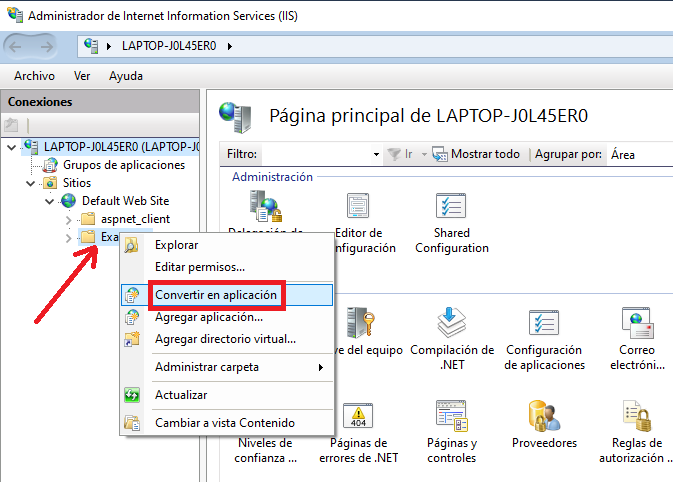 Administrador de Internet Information Services (IIS)
LAPTOP-J0L45ER0
Archivo Ver Ayuda
Conexiones
LAPTOP-J0L45ER0 (LAPTOP-J0
Grupos de aplicaciones
Sitios
Default Web Site
aspnet_client
Exa
Explorar
Editar permisos...
Convertir en aplicación
Agregar aplicación...
Agregar directorio virtual...
Administrar carpeta
Actualizar
Cambiar a vista Contenido
Página principal de LAPTOP-J0L45ER0
Filtro: Ir Mostrar todo Agrupar por: Área
Administración
Delegación de
Editor de
onfiguración
Shared
Configuration
ve del equipo
Compilación de
.NET
Configuración
de aplicaciones
Correo
electróni...
404
Niveles de
confianza ...
Páginas de
errores de .NET
Páginas y
controles
Proveedores
Reglas de
autorización ...